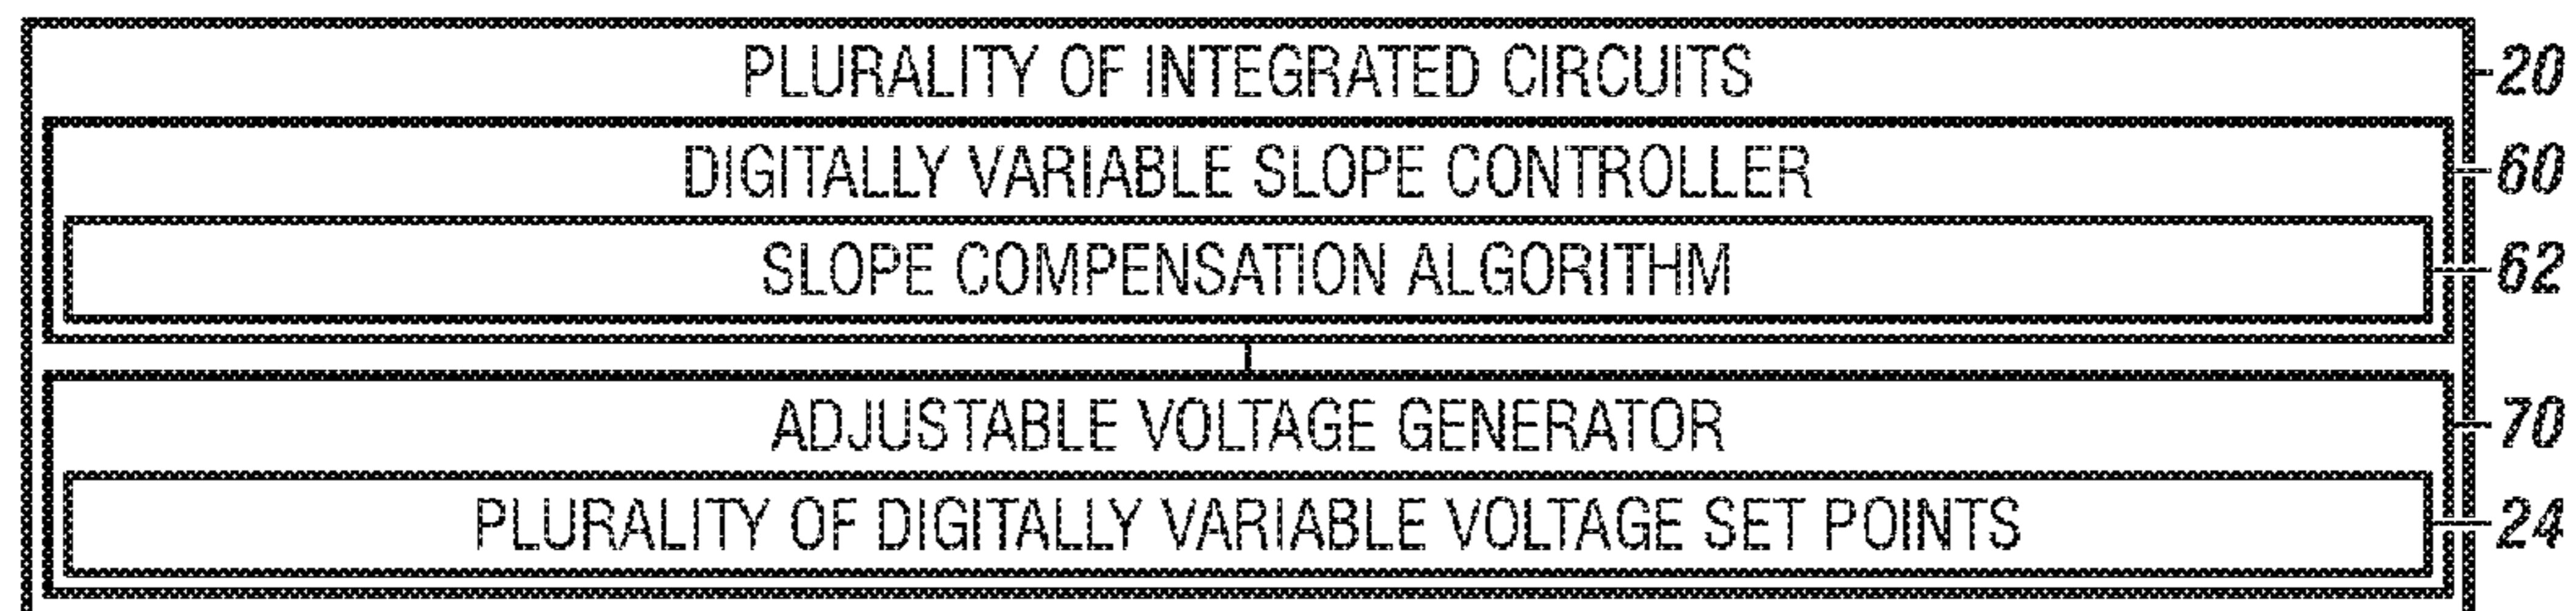 PLURALITY OF INTEGRATED CIRCUITS 20
DIGITALLY VARIABLE SLOPE CONTROLLER 60
SLOPE COMPENSATION ALGORITHM 62
ADJUSTABLE VOLTAGE GENERATOR 70
PLURALITY OF DIGITALLY VARIABLE VOLTAGE SET POINTS 24